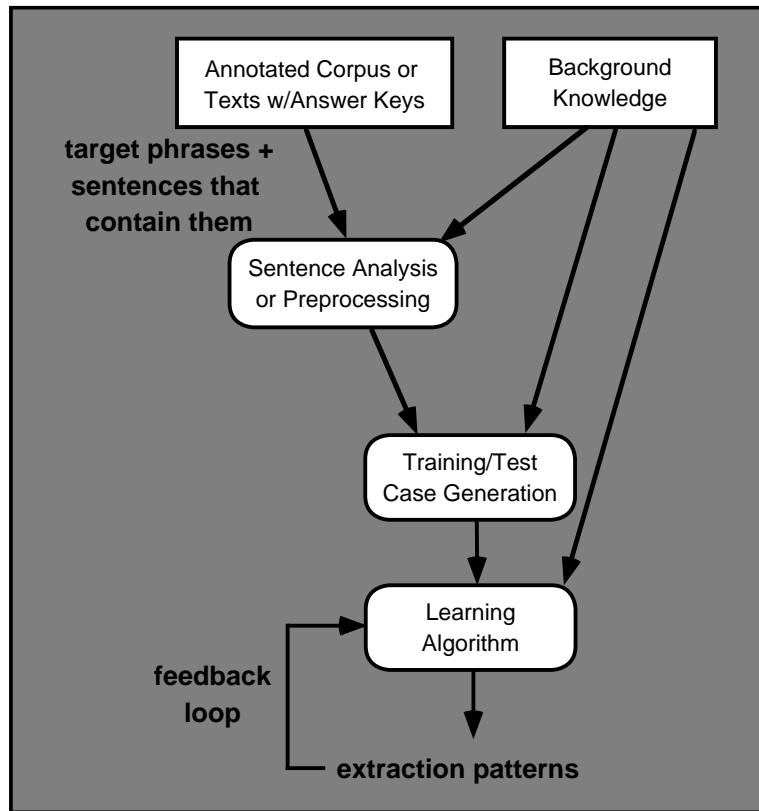 Annotated Corpus or
Texts w/Answer Keys
Background
Knowledge
target phrases +
sentences that
contain them
Sentence Analysis
or Preprocessing
Training/Test
Case Generation
Learning
Algorithm
feedback
loop
extraction patterns